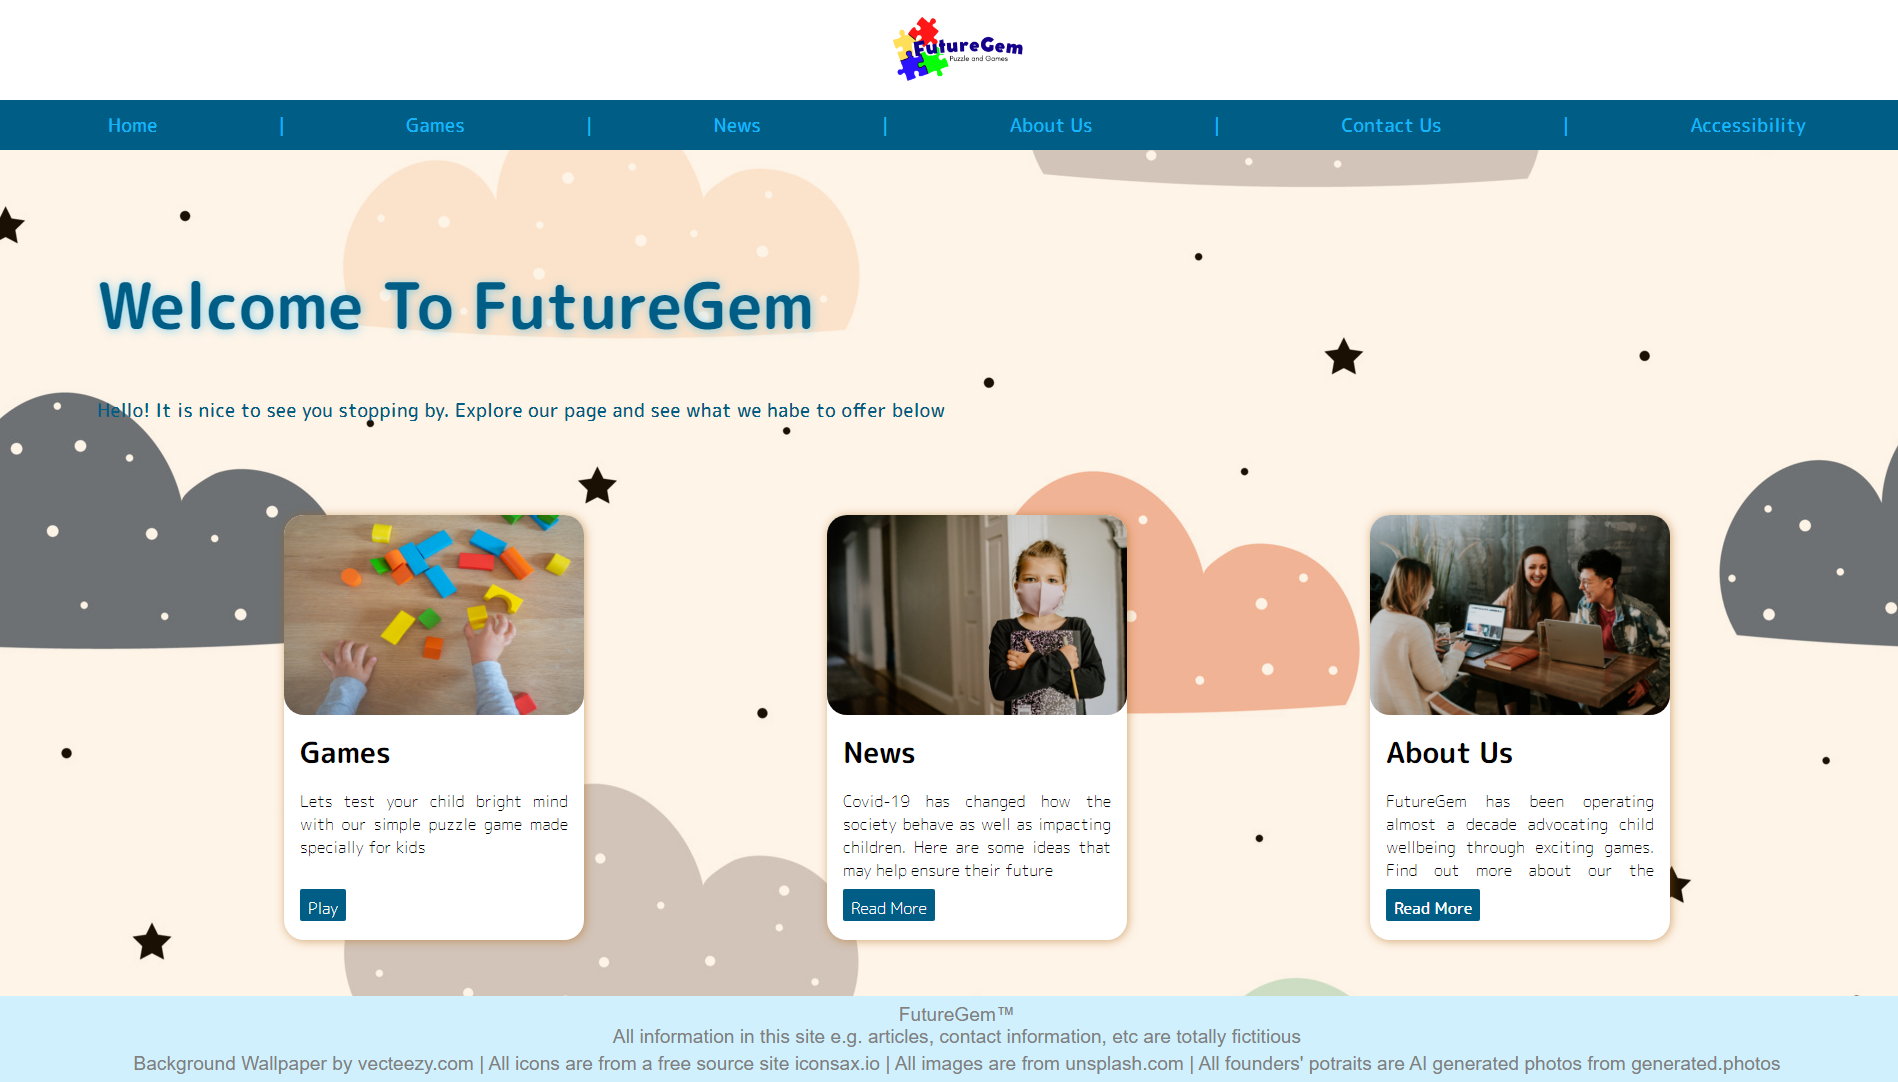 FutureGem
Puzzle and Games
Home | Games | News | About Us | Contact Us | Accessibility
Welcome To FutureGem
Hello! It is nice to see you stopping by. Explore our page and see what we habe to offer below
Games
Lets test your child bright mind
with our simple puzzle game made
specially for kids
Play
News
Covid-19 has changed how the
society behave as well as impacting
children. Here are some ideas that
may help ensure their future
Read More
About Us
FutureGem has been operating
almost a decade advocating child
wellbeing through exciting games.
Find out more about our the
Read More
FutureGem™
All information in this site e.g. articles, contact information, etc are totally fictitious
Background Wallpaper by vecteezy.com | All icons are from a free source site iconsax.io | All images are from unsplash.com | All founders' potraits are AI generated photos from generated.photos